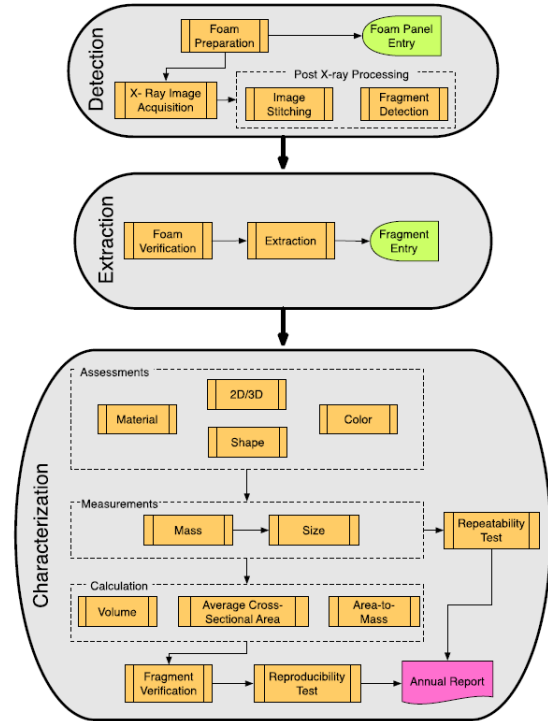 Detection
Foam
Preparation
Foam Panel
Entry
X- Ray Image
Acquisition
Post X-ray Processing
Image
Stitching
Fragment
Detection
Extraction
Foam
Verification
Extraction
Fragment
Entry
Characterization
Assessments
2D/3D
Material
Color
Shape
Measurements
Mass
Size
Repeatability
Test
Calculation
Volume
Average Cross-
Sectional Area
Area-to-
Mass
Fragment
Verification
Reproducibility
Test
Annual Report